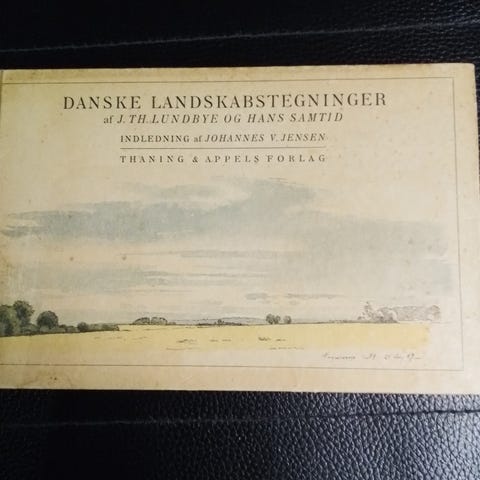 DANSKE LANDSKABSTEGNINGER
af J. TH. LUNDBYE OG HANS SAMTID
INDLEDNING af JOHANNES V. JENSEN
THANING & APPELS FORLAG